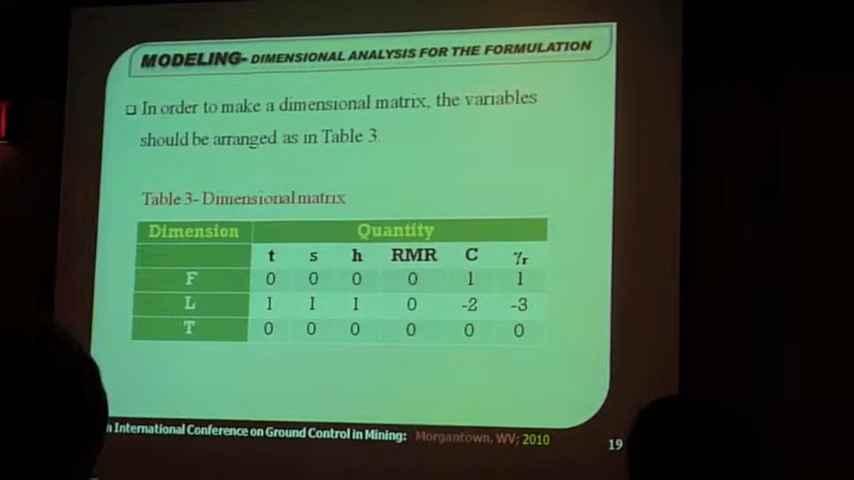 MODELING- DIMENSIONAL ANALYSIS FOR THE FORMULATION
In order to make a dimensional matrix, the variables
should be arranged as in Table 3.
Table 3- Dimensional matrix
Dimension Quantity
t s h RMR C γr
F 0 0 0 0 1 1
L 1 1 1 0 -2 -3
T 0 0 0 0 0 0
International Conference on Ground Control in Mining: Morgantown, WV; 2010
19